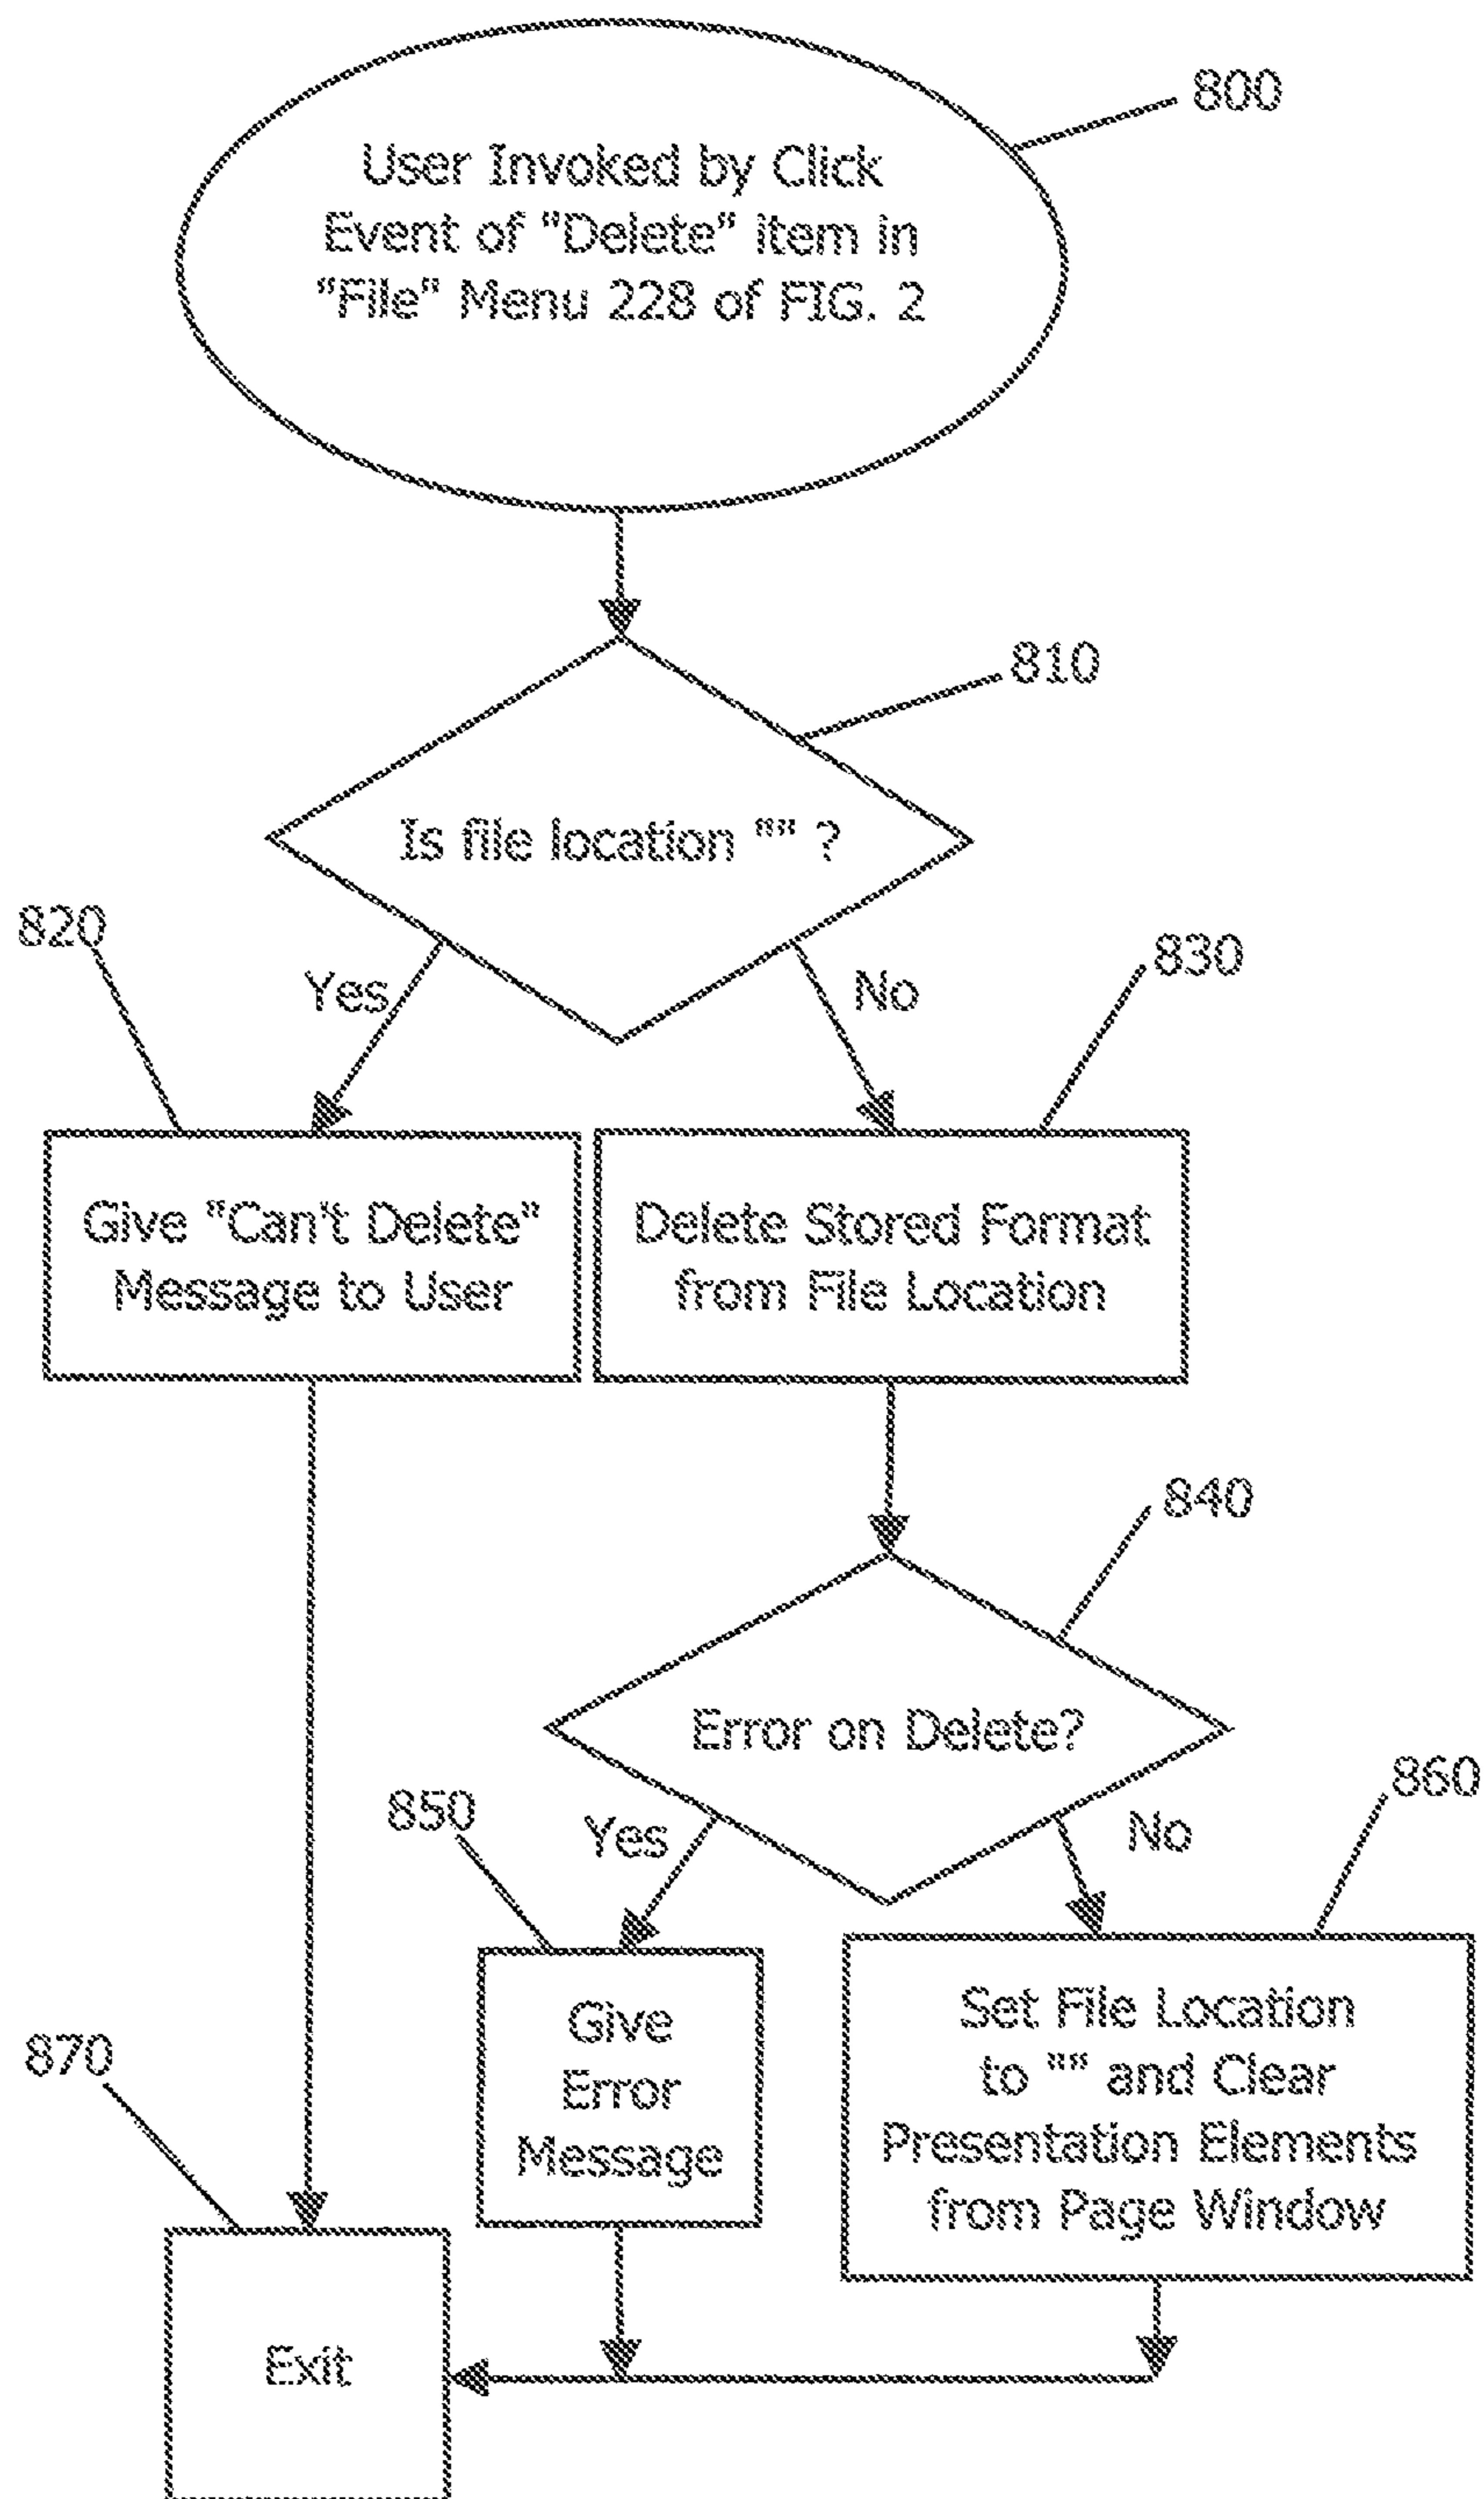 800
User Invoked by Click
Event of "Delete" item in
"File" Menu 228 of FIG. 2
810
Is file location "" ?
820
Yes
No
830
Give "Can't Delete"
Message to User
Delete Stored Format
from File Location
840
Error on Delete?
850
Yes
No
860
Give
Error
Message
Set File Location
to "" and Clear
Presentation Elements
from Page Window
870
Exit